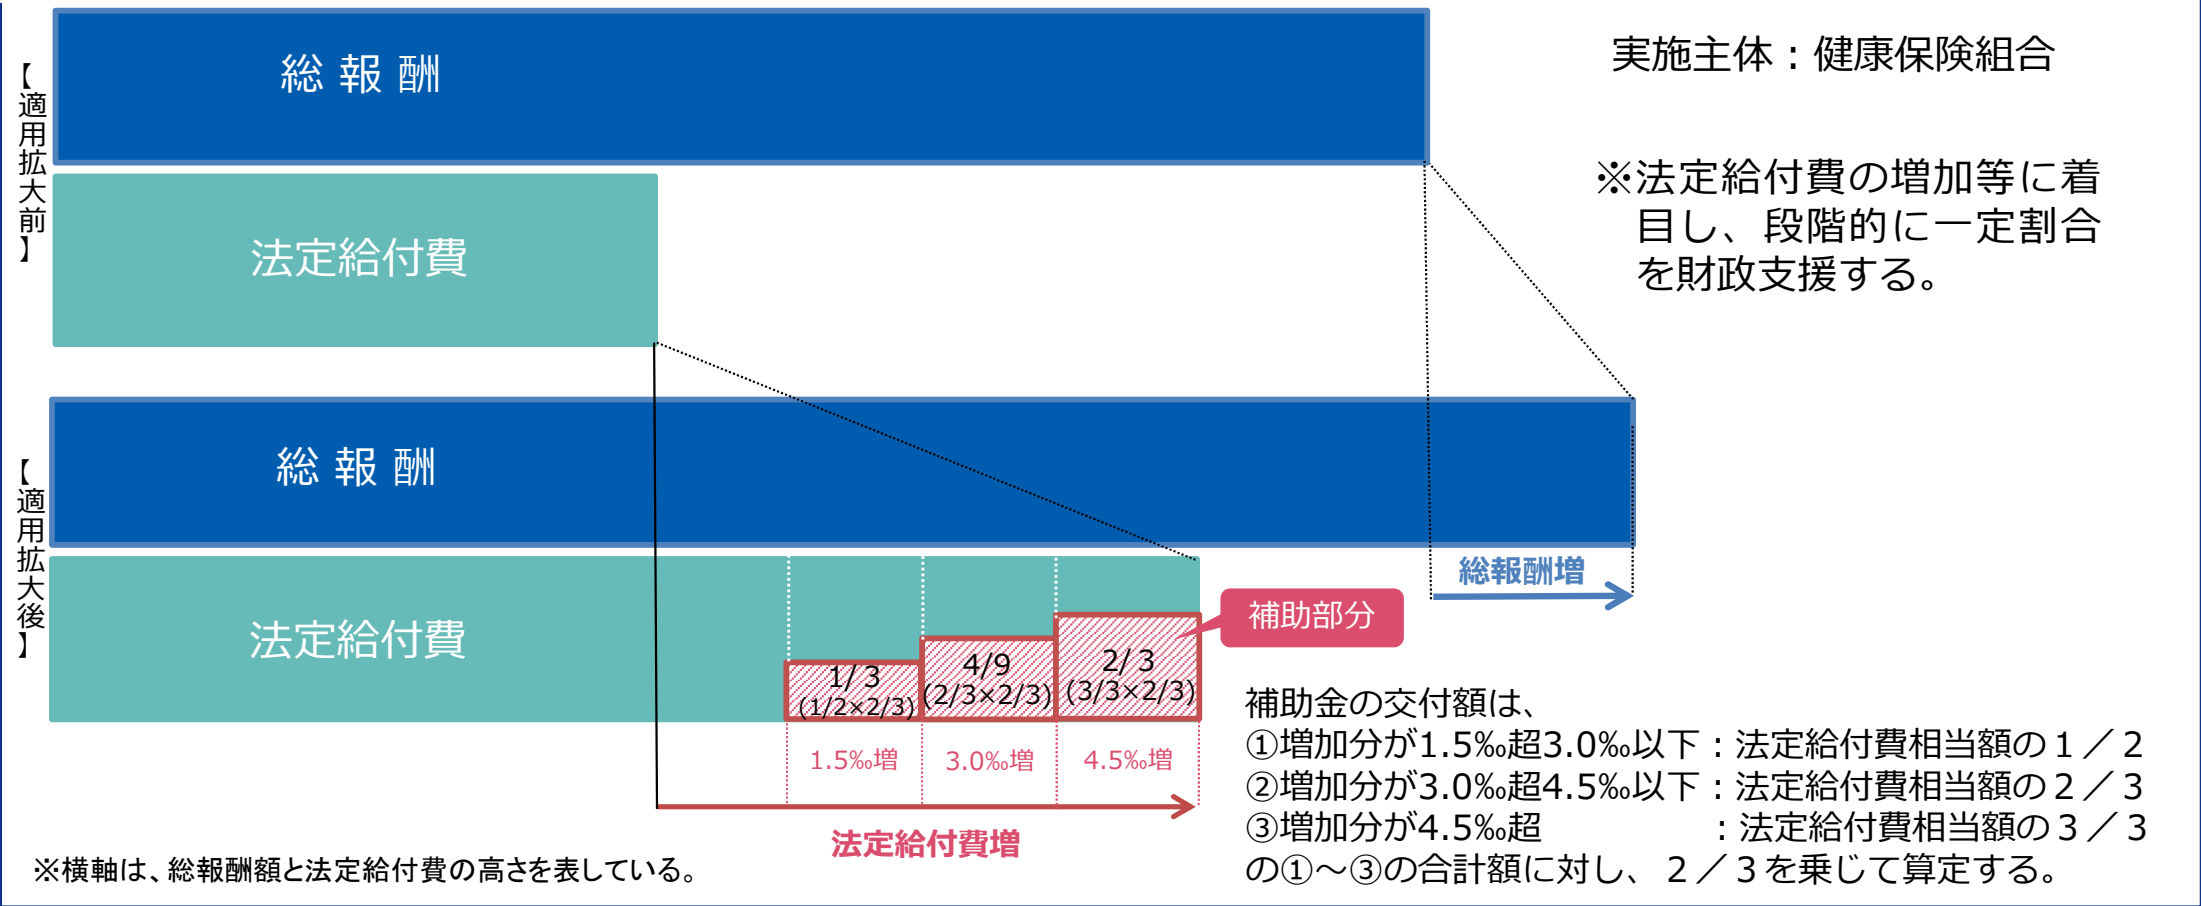 【適用拡大前】
総 報 酬
法定給付費
実施主体：健康保険組合
※法定給付費の増加等に着
目し、段階的に一定割合
を財政支援する。
【適用拡大後】
総 報 酬
総報酬増
法定給付費
補助部分
1/ 3
(1/2×2/3)
4/9
(2/3×2/3)
2/ 3
(3/3×2/3)
1.5‰増
3.0‰増
4.5‰増
法定給付費増
補助金の交付額は、
①増加分が1.5‰超3.0‰以下：法定給付費相当額の１／２
②増加分が3.0‰超4.5‰以下：法定給付費相当額の２／３
③増加分が4.5‰超　　　　：法定給付費相当額の３／３
の①～③の合計額に対し、２／３を乗じて算定する。
※横軸は、総報酬額と法定給付費の高さを表している。